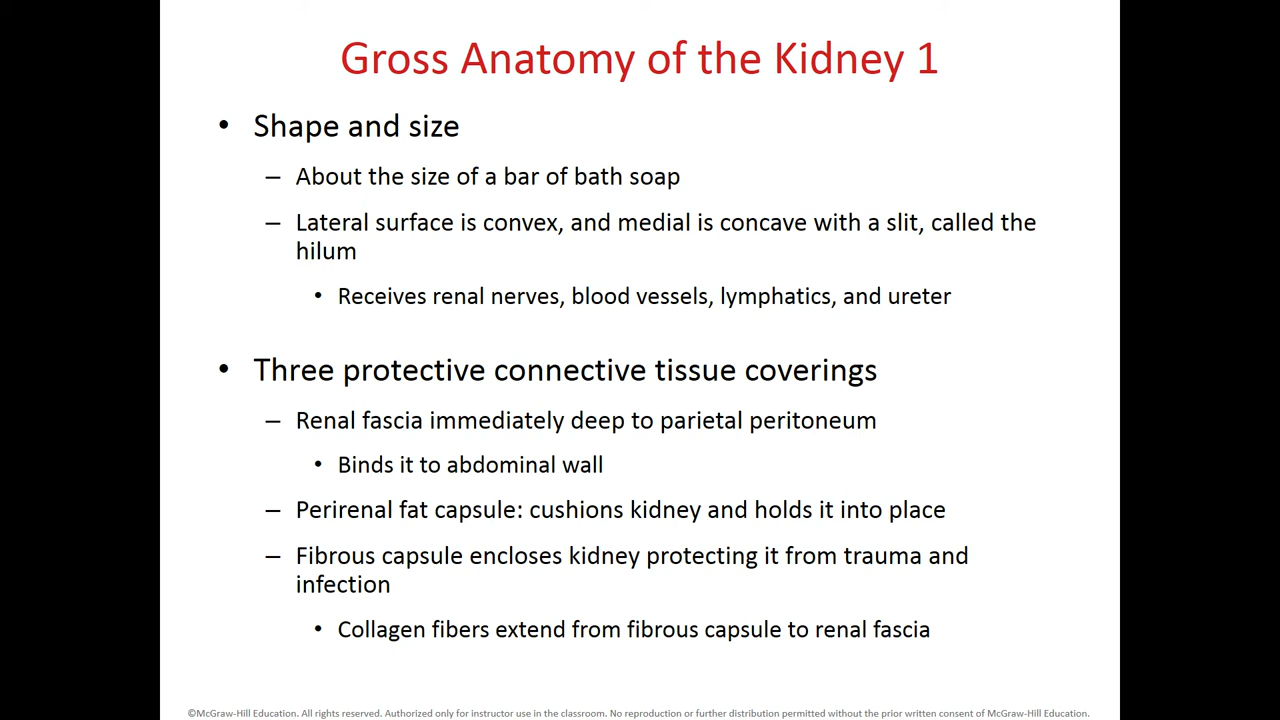 Gross Anatomy of the Kidney 1
• Shape and size
– About the size of a bar of bath soap
– Lateral surface is convex, and medial is concave with a slit, called the
hilum
• Receives renal nerves, blood vessels, lymphatics, and ureter
• Three protective connective tissue coverings
– Renal fascia immediately deep to parietal peritoneum
• Binds it to abdominal wall
– Perirenal fat capsule: cushions kidney and holds it into place
– Fibrous capsule encloses kidney protecting it from trauma and
infection
• Collagen fibers extend from fibrous capsule to renal fascia
©McGraw-Hill Education. All rights reserved. Authorized only for instructor use in the classroom. No reproduction or further distribution permitted without the prior written consent of McGraw-Hill Education.